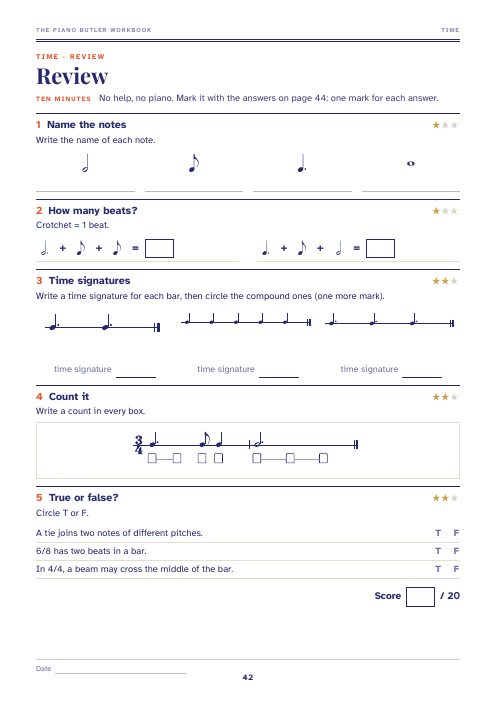 THE PIANO BUTLER WORKBOOK TIME
TIME · REVIEW
Review
TEN MINUTES No help, no piano. Mark it with the answers on page 44: one mark for each answer.
1 Name the notes
Write the name of each note.
2 How many beats?
Crotchet = 1 beat.
+ + =
+ + =
3 Time signatures
Write a time signature for each bar, then circle the compound ones (one more mark).
time signature time signature time signature
4 Count it
Write a count in every box.
3
4
5 True or false?
Circle T or F.
A tie joins two notes of different pitches. T F
6/8 has two beats in a bar. T F
In 4/4, a beam may cross the middle of the bar. T F
Score / 20
Date
42